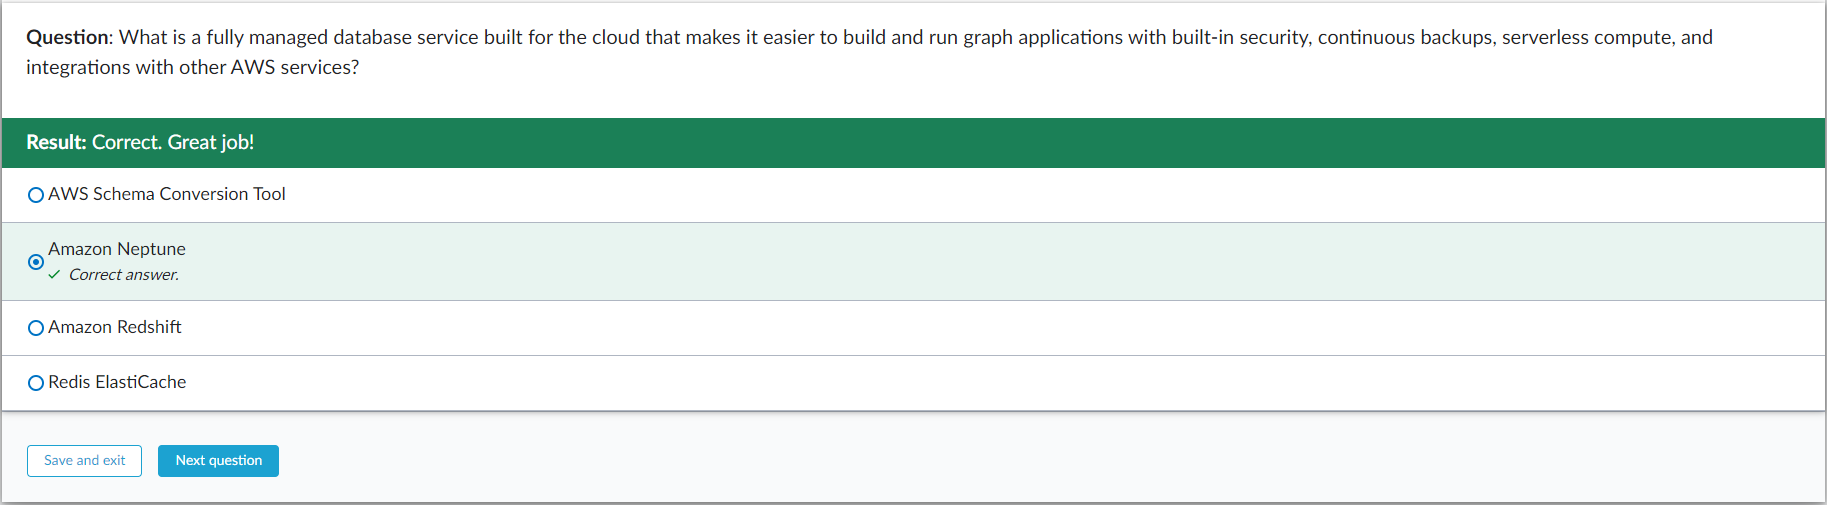 Question: What is a fully managed database service built for the cloud that makes it easier to build and run graph applications with built-in security, continuous backups, serverless compute, and
integrations with other AWS services?
Result: Correct. Great job!
AWS Schema Conversion Tool
Amazon Neptune
✓ Correct answer.
Amazon Redshift
Redis ElastiCache
Save and exit
Next question